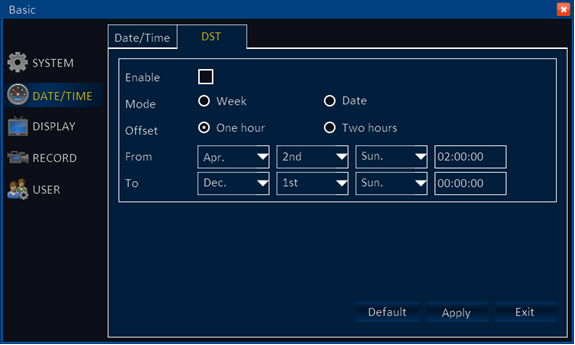 Basic
Date/Time DST
SYSTEM
DATE/TIME
DISPLAY
RECORD
USER
Enable
Mode Week Date
Offset One hour Two hours
From Apr. 2nd Sun. 02:00:00
To Dec. 1st Sun. 00:00:00
Default Apply Exit